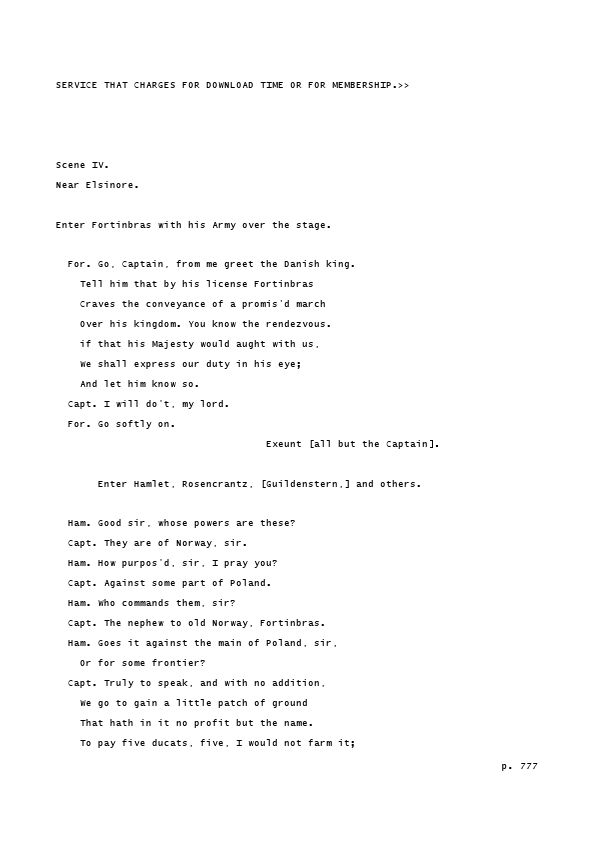 SERVICE THAT CHARGES FOR DOWNLOAD TIME OR FOR MEMBERSHIP.>>
Scene IV.
Near Elsinore.
Enter Fortinbras with his Army over the stage.
For. Go, Captain, from me greet the Danish king.
Tell him that by his license Fortinbras
Craves the conveyance of a promis'd march
Over his kingdom. You know the rendezvous.
if that his Majesty would aught with us,
We shall express our duty in his eye;
And let him know so.
Capt. I will do't, my lord.
For. Go softly on.
Exeunt [all but the Captain].
Enter Hamlet, Rosencrantz, [Guildenstern,] and others.
Ham. Good sir, whose powers are these?
Capt. They are of Norway, sir.
Ham. How purpos'd, sir, I pray you?
Capt. Against some part of Poland.
Ham. Who commands them, sir?
Capt. The nephew to old Norway, Fortinbras.
Ham. Goes it against the main of Poland, sir,
Or for some frontier?
Capt. Truly to speak, and with no addition,
We go to gain a little patch of ground
That hath in it no profit but the name.
To pay five ducats, five, I would not farm it;
p. 777